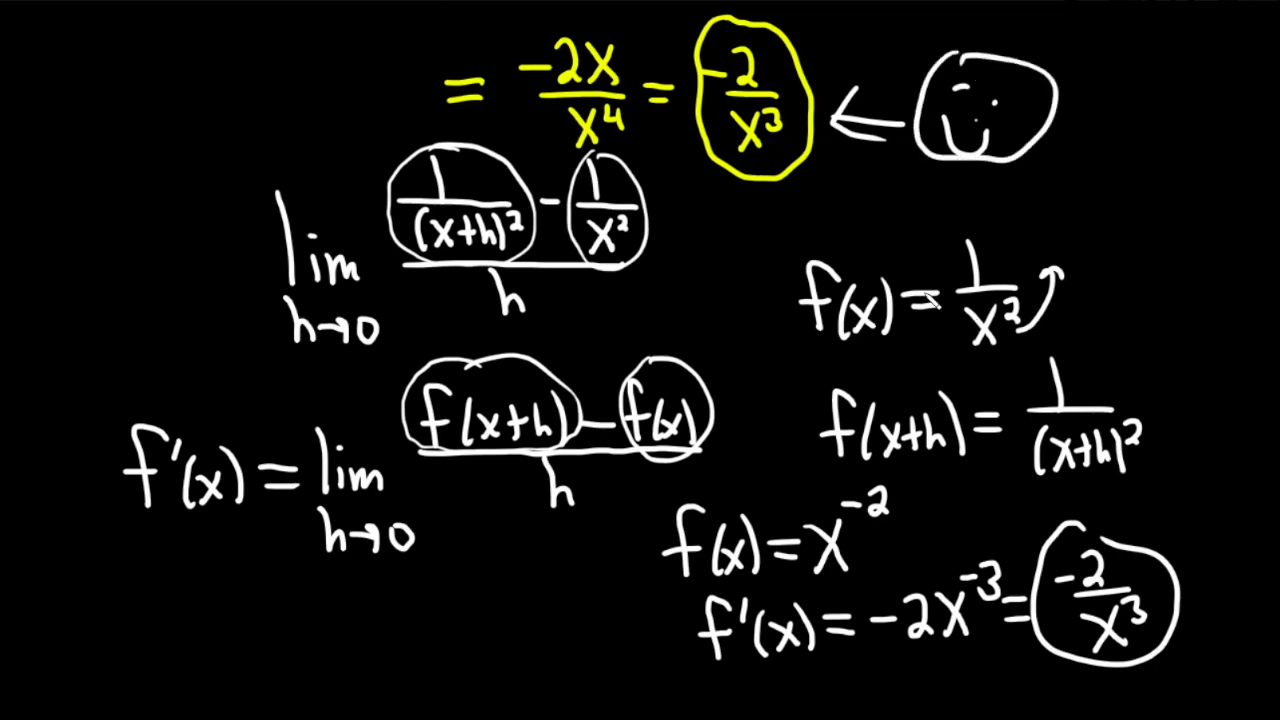 = -2x/x⁴ = -2/x³ ←
lim h→0 (1/(x+h)² - 1/x²)/h
f(x) = 1/x²
f'(x) = lim h→0 (f(x+h) - f(x))/h
f(x+h) = 1/(x+h)²
f(x) = x⁻²
f'(x) = -2x⁻³ = -2/x³